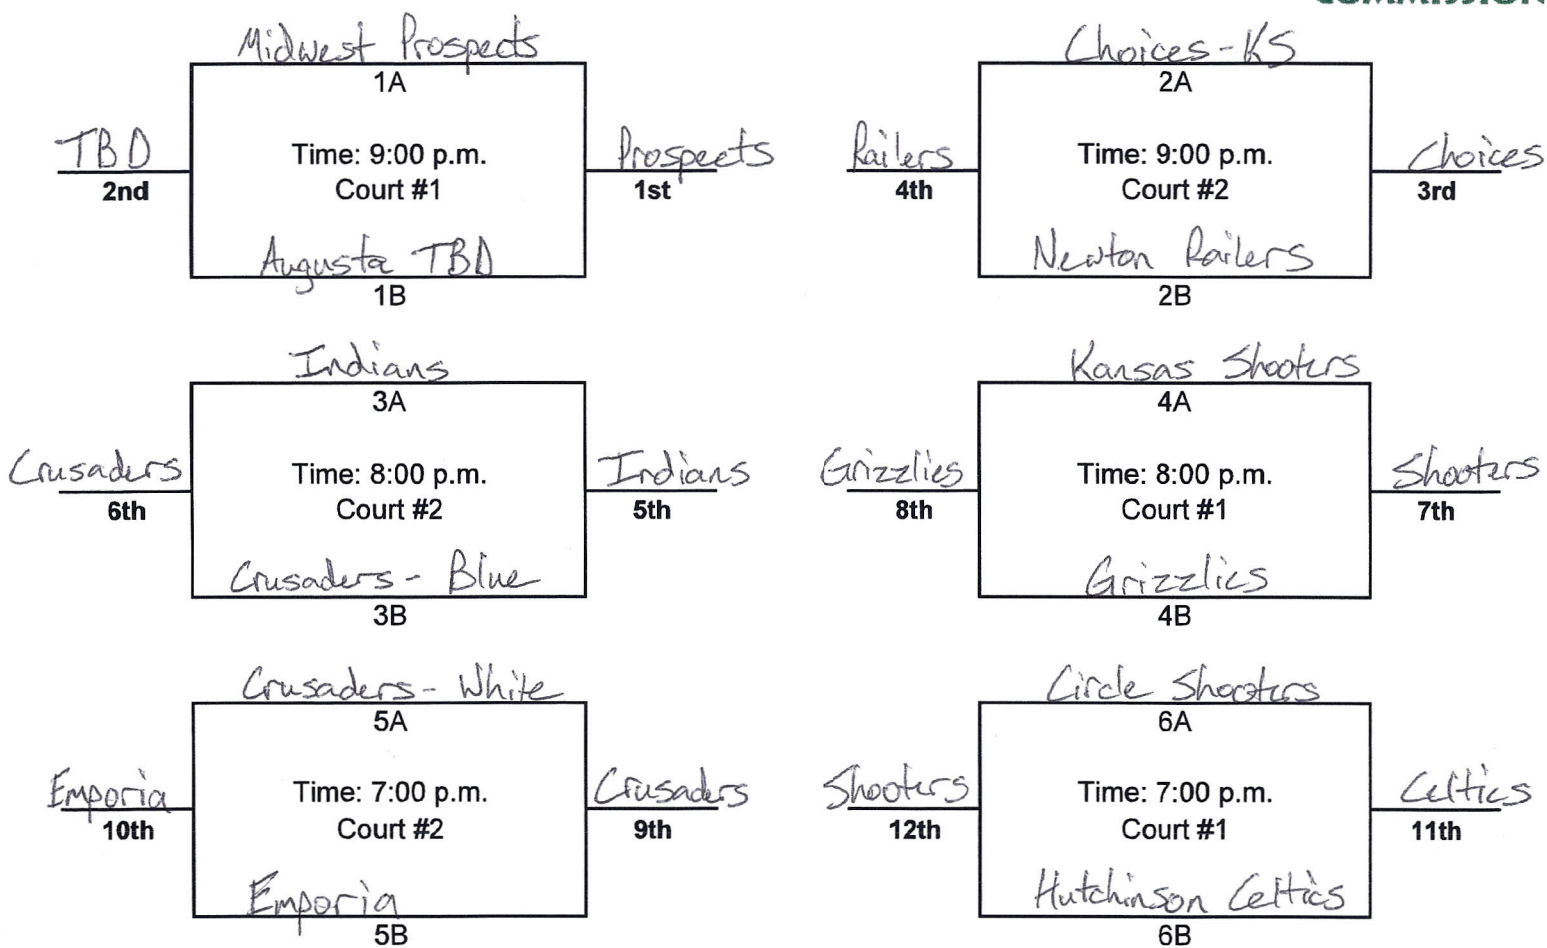 COMMISSION
Midwest Prospects
1A
TBD
2nd
Time: 9:00 p.m.
Court #1
Prospects
1st
Augusta TBD
1B
Choices-KS
2A
Railers
4th
Time: 9:00 p.m.
Court #2
Choices
3rd
Newton Railers
2B
Indians
3A
Crusaders
6th
Time: 8:00 p.m.
Court #2
Indians
5th
Crusaders - Blue
3B
Kansas Shooters
4A
Grizzlies
8th
Time: 8:00 p.m.
Court #1
Shooters
7th
Grizzlies
4B
Crusaders - White
5A
Emporia
10th
Time: 7:00 p.m.
Court #2
Crusaders
9th
Emporia
5B
Circle Shooters
6A
Shooters
12th
Time: 7:00 p.m.
Court #1
Celtics
11th
Hutchinson Celtics
6B